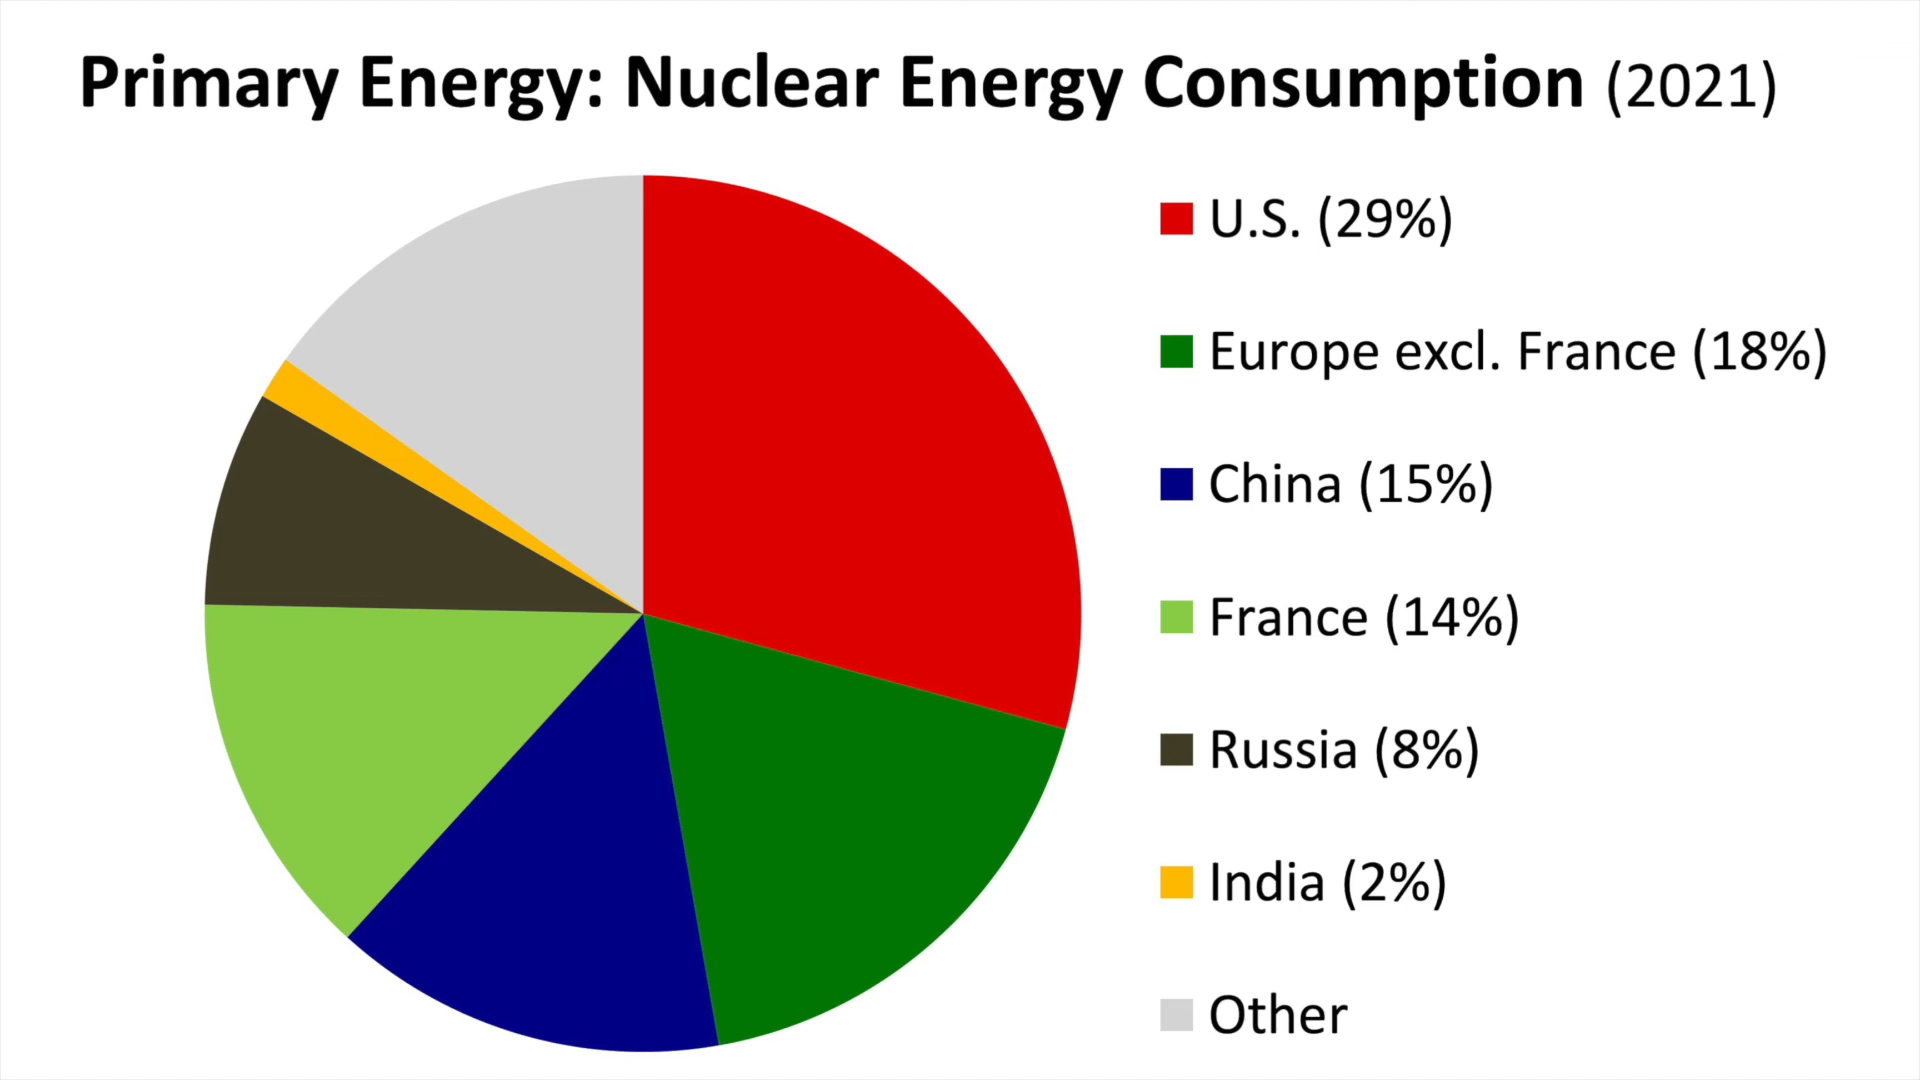 Primary Energy: Nuclear Energy Consumption (2021)
U.S. (29%)
Europe excl. France (18%)
China (15%)
France (14%)
Russia (8%)
India (2%)
Other